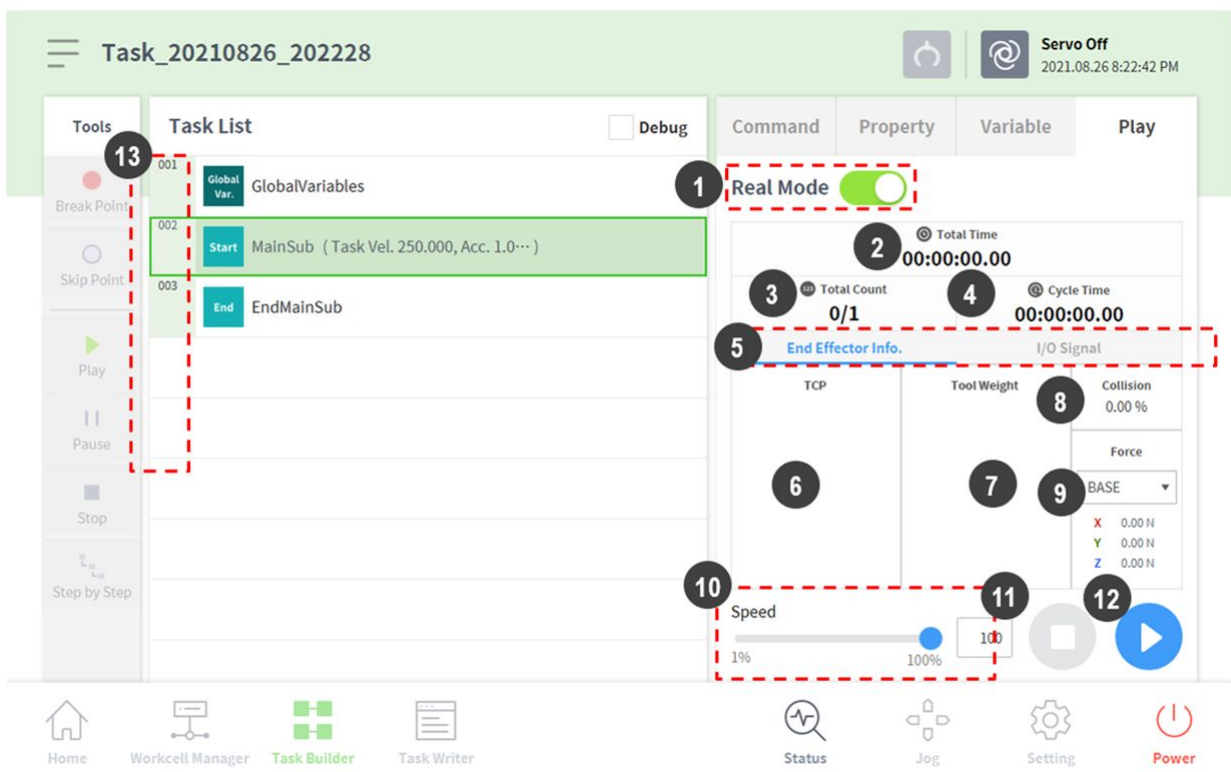 Task_20210826_202228
Servo Off
2021.08.26 8:22:42 PM
Tools
Task List
Debug
Command
Property
Variable
Play
13
001
Global
Var.
GlobalVariables
Break Point
1
Real Mode
002
Start
MainSub ( Task Vel. 250.000, Acc. 1.0··· )
Skip Point
2
Total Time
00:00:00.00
003
End
EndMainSub
3
123
Total Count
0/1
4
Cycle Time
00:00:00.00
Play
5
End Effector Info.
I/O Signal
TCP
Tool Weight
8
Collision
0.00 %
Pause
Force
6
7
9
BASE
Stop
X 0.00 N
Y 0.00 N
Z 0.00 N
Step by Step
10
Speed
11
12
100
1%
100%
Home
Workcell Manager
Task Builder
Task Writer
Status
Jog
Setting
Power